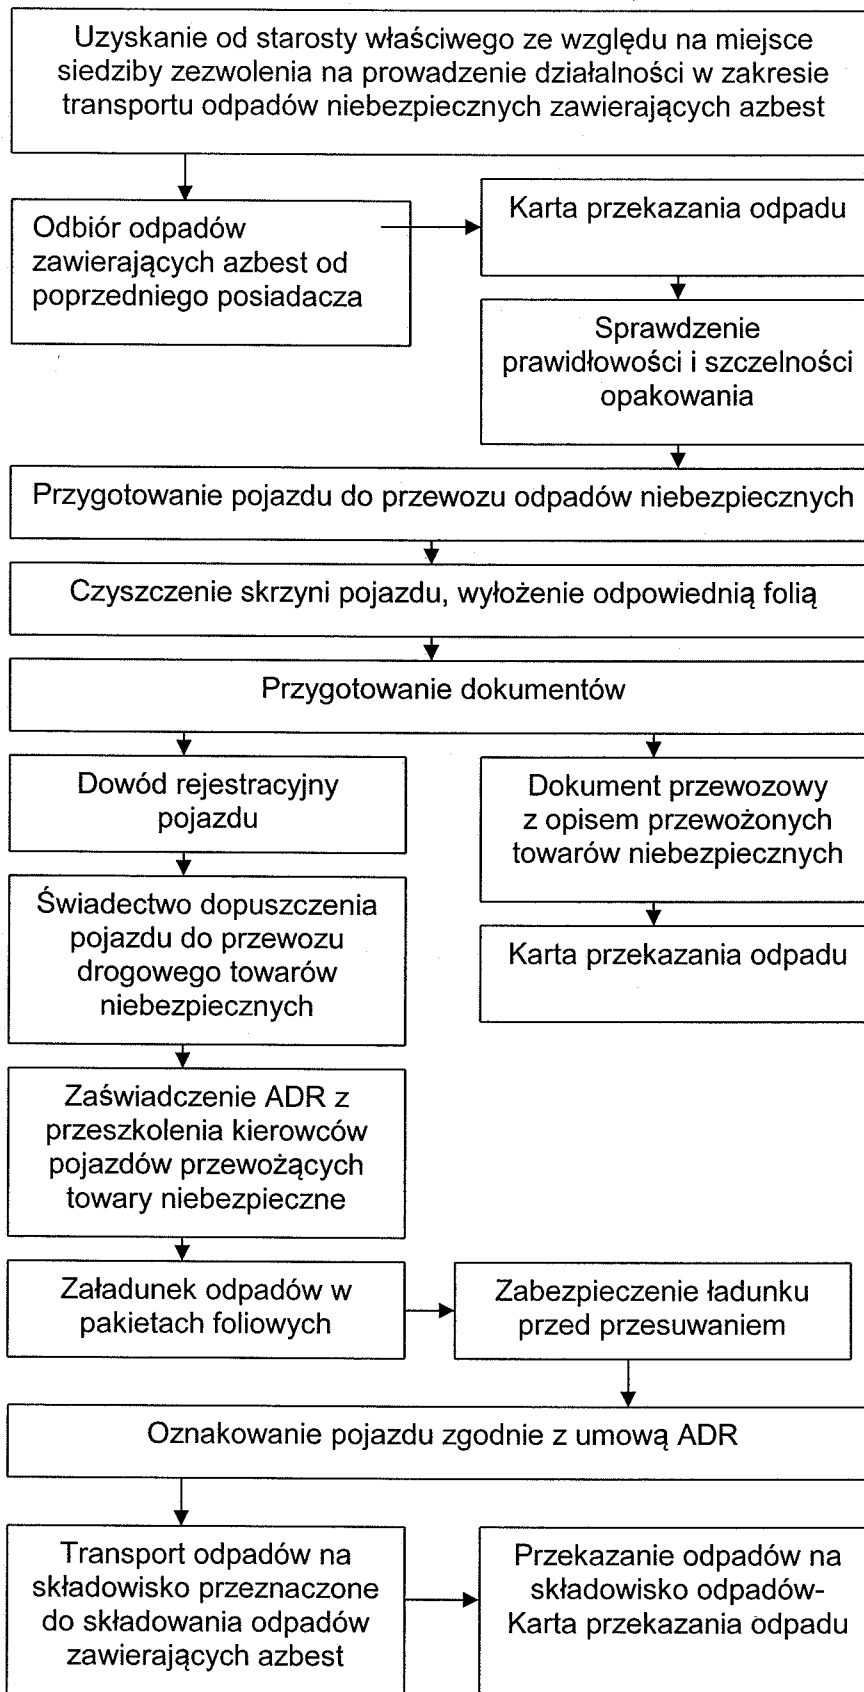 Uzyskanie od starosty właściwego ze względu na miejsce
siedziby zezwolenia na prowadzenie działalności w zakresie
transportu odpadów niebezpiecznych zawierających azbest
Odbiór odpadów
zawierających azbest od
poprzedniego posiadacza
Karta przekazania odpadu
Sprawdzenie
prawidłowości i szczelności
opakowania
Przygotowanie pojazdu do przewozu odpadów niebezpiecznych
Czyszczenie skrzyni pojazdu, wyłożenie odpowiednią folią
Przygotowanie dokumentów
Dowód rejestracyjny
pojazdu
Świadectwo dopuszczenia
pojazdu do przewozu
drogowego towarów
niebezpiecznych
Zaświadczenie ADR z
przeszkolenia kierowców
pojazdów przewożących
towary niebezpieczne
Dokument przewozowy
z opisem przewożonych
towarów niebezpiecznych
Karta przekazania odpadu
Załadunek odpadów w
pakietach foliowych
Zabezpieczenie ładunku
przed przesuwaniem
Oznakowanie pojazdu zgodnie z umową ADR
Transport odpadów na
składowisko przeznaczone
do składowania odpadów
zawierających azbest
Przekazanie odpadów na
składowisko odpadów-
Karta przekazania odpadu